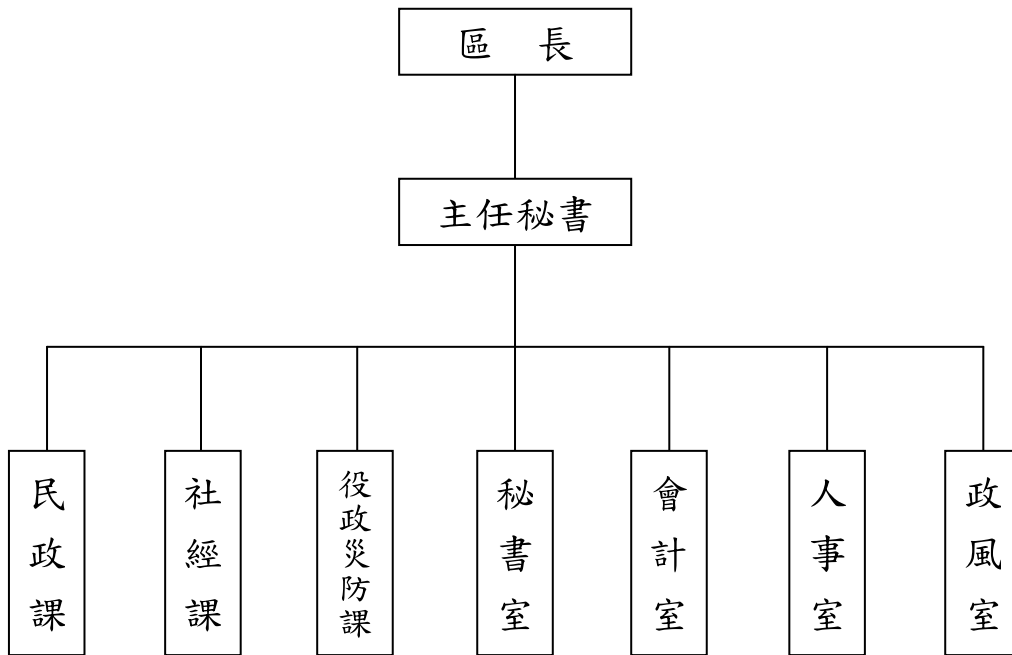 區　長
主任秘書
民政課
社經課
役政災防課
秘書室
會計室
人事室
政風室